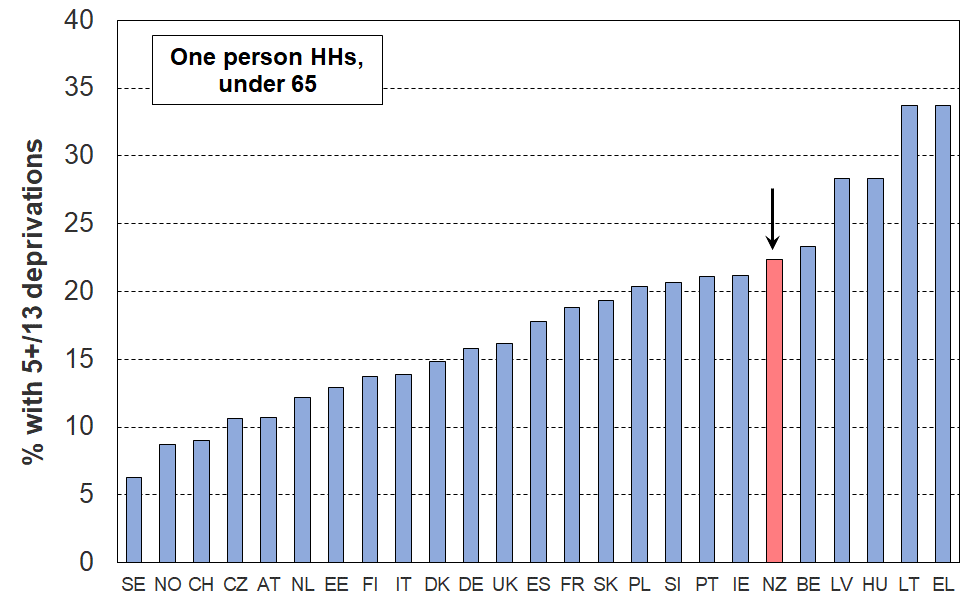 One person HHs,
under 65
% with 5+/13 deprivations
40
35
30
25
20
15
10
5
0
SE NO CH CZ AT NL EE FI IT DK DE UK ES FR SK PL SI PT IE NZ BE LV HU LT EL